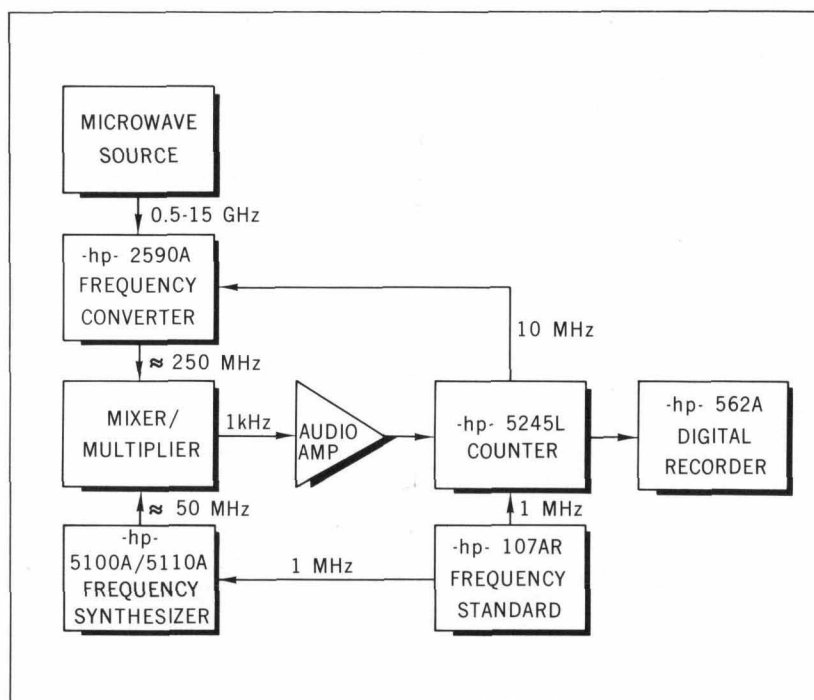 MICROWAVE
SOURCE
0.5-15 GHz
-hp- 2590A
FREQUENCY
CONVERTER
10 MHz
≈ 250 MHz
MIXER/
MULTIPLIER
1kHz
AUDIO
AMP
-hp- 5245L
COUNTER
-hp- 562A
DIGITAL
RECORDER
≈ 50 MHz
1 MHz
-hp-
5100A/5110A
FREQUENCY
SYNTHESIZER
1 MHz
-hp- 107AR
FREQUENCY
STANDARD